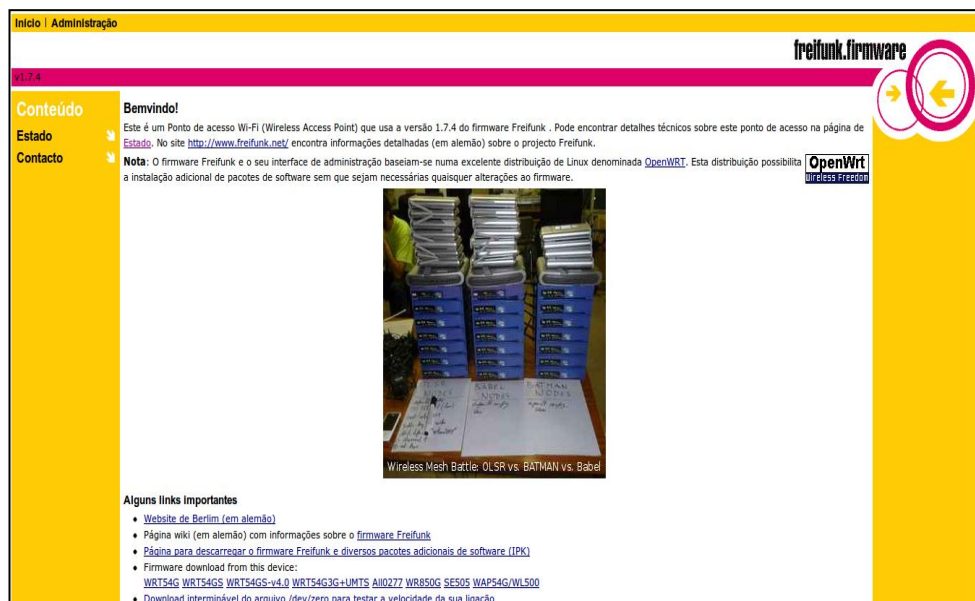 Início | Administração
freifunk.firmware
v1.7.4
Conteúdo
Estado
Contacto
Benvindo!
Este é um Ponto de acesso Wi-Fi (Wireless Access Point) que usa a versão 1.7.4 do firmware Freifunk . Pode encontrar detalhes técnicos sobre este ponto de acesso na página de
Estado. No site http://www.freifunk.net/ encontra informações detalhadas (em alemão) sobre o projecto Freifunk.
Nota: O firmware Freifunk e o seu interface de administração baseiam-se numa excelente distribuição de Linux denominada OpenWRT. Esta distribuição possibilita
a instalação adicional de pacotes de software sem que sejam necessárias quaisquer alterações ao firmware.
OpenWrt
Wireless Freedom
OLSR NODES
BABEL NODES
BATMAN NODES
Wireless Mesh Battle: OLSR vs. BATMAN vs. Babel
Alguns links importantes
Website de Berlim (em alemão)
Página wiki (em alemão) com informações sobre o firmware Freifunk
Página para descarregar o firmware Freifunk e diversos pacotes adicionais de software (IPK)
Firmware download from this device:
WRT54G WRT54GS WRT54GS-v4.0 WRT54G3G+UMTS All0277 WR850G SE505 WAP54G/WL500
Download interminável do arquivo /dev/zero para testar a velocidade da sua ligação